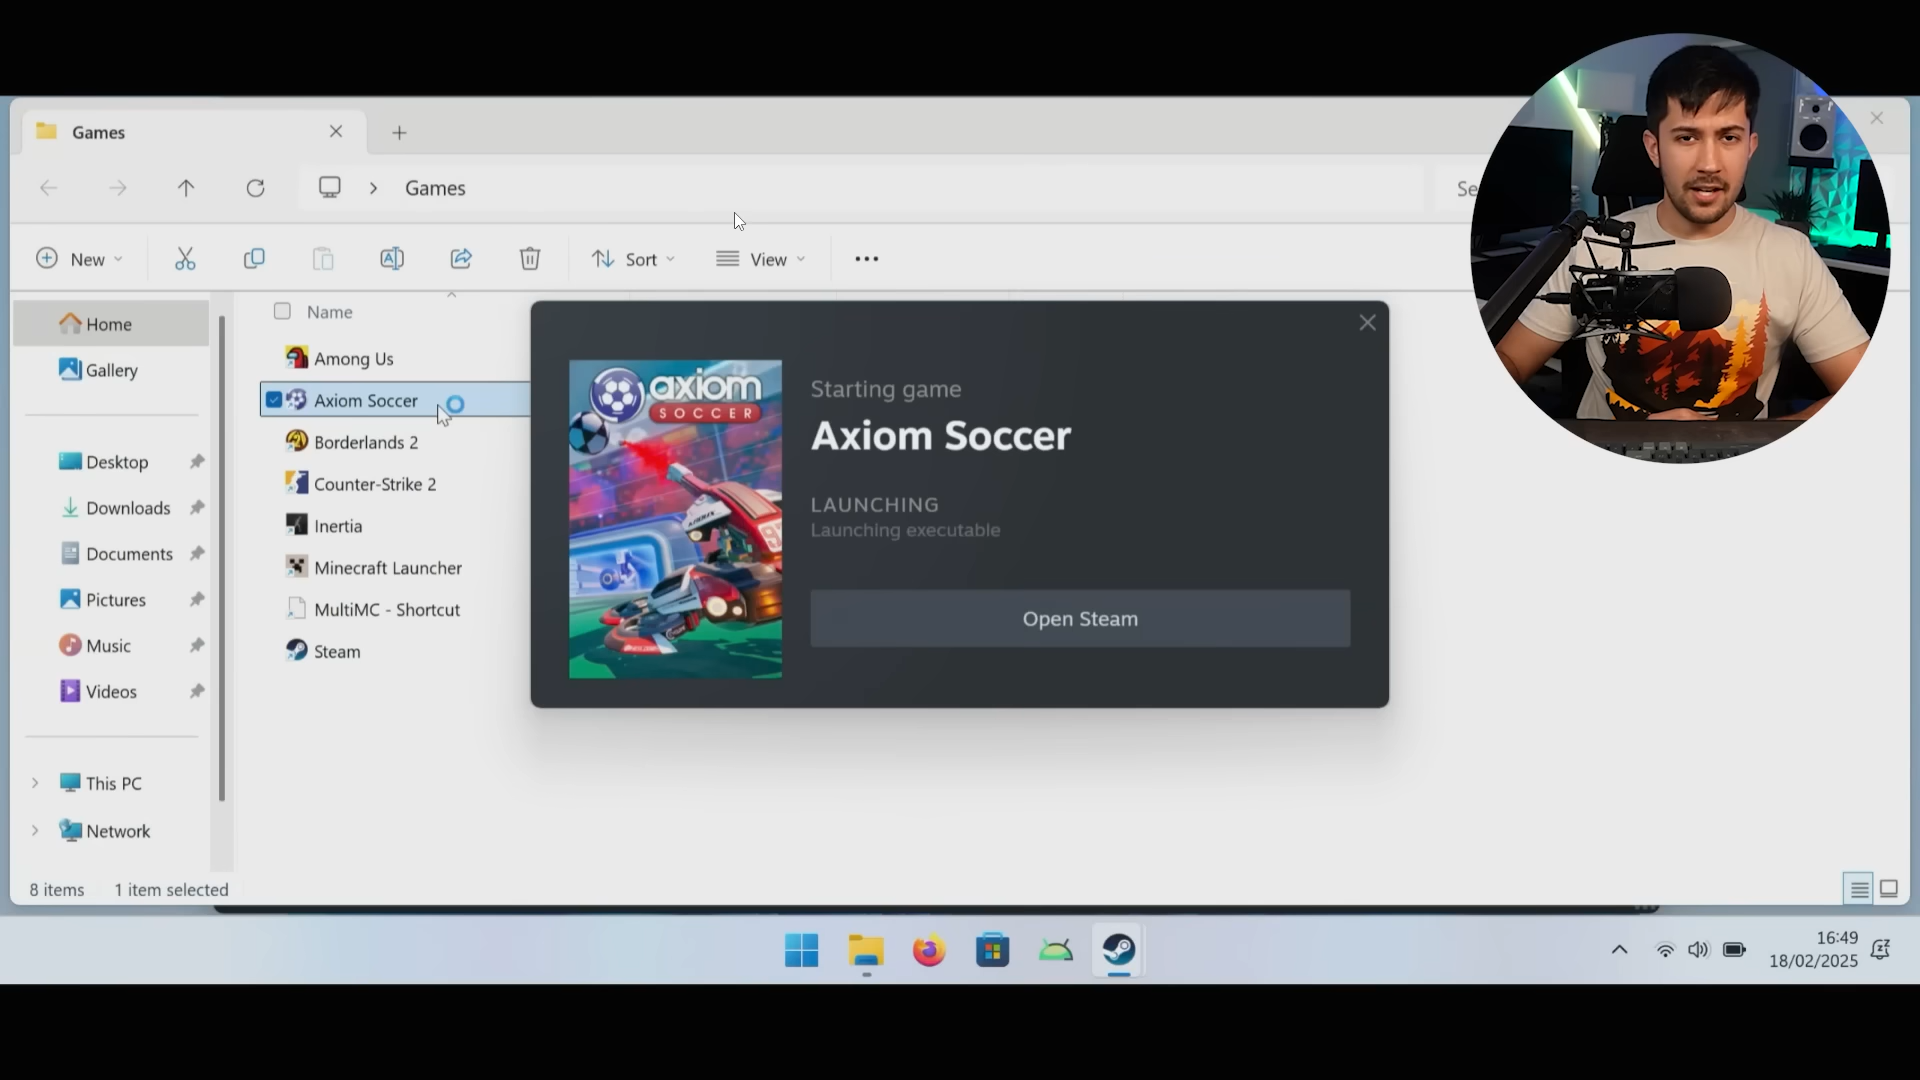 Games
Games
Se
New
Sort
View
Home
Gallery
Desktop
Downloads
Documents
Pictures
Music
Videos
This PC
Network
Name
Among Us
Axiom Soccer
Borderlands 2
Counter-Strike 2
Inertia
Minecraft Launcher
MultiMC - Shortcut
Steam
axiom
SOCCER
Starting game
Axiom Soccer
LAUNCHING
Launching executable
Open Steam
8 items
1 item selected
16:49
18/02/2025